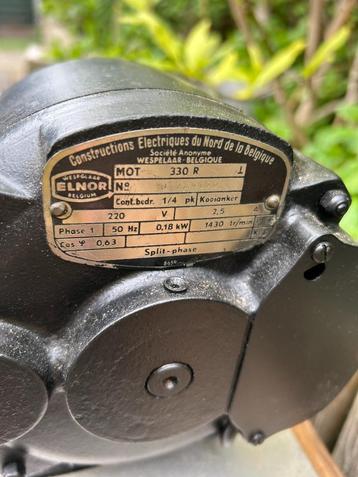 Constructions Electriques du Nord de la Belgique
Société Anonyme
WESPELAAR-BELGIQUE
WESPELAAR
ELNOR
BELGIUM
MOT 330 R
No
Cont.bedr. 1/4 pk Kooianker
220 V 2,5 A
Phase 1 50 Hz 0,18 kW 1430 tr/min
Cos φ 0,63
Split-phase